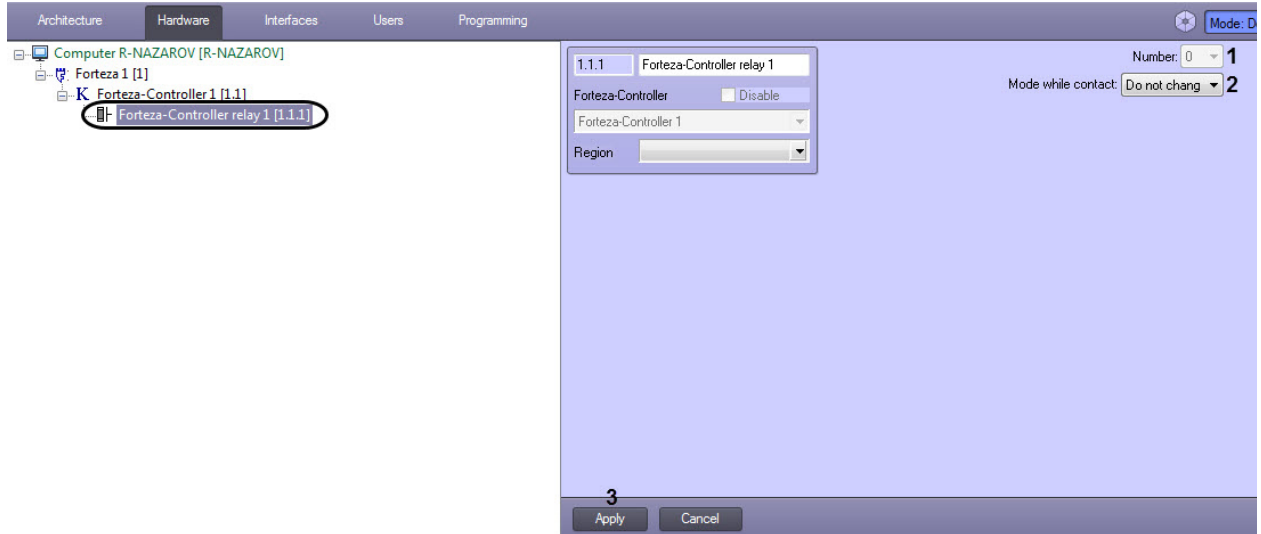 Architecture Hardware Interfaces Users Programming Mode: D
Computer R-NAZAROV [R-NAZAROV]
Forteza 1 [1]
K Forteza-Controller 1 [1.1]
Forteza-Controller relay 1 [1.1.1]
1.1.1 Forteza-Controller relay 1
Forteza-Controller Disable
Forteza-Controller 1
Region
Number: 0 1
Mode while contact: Do not chang 2
3
Apply Cancel